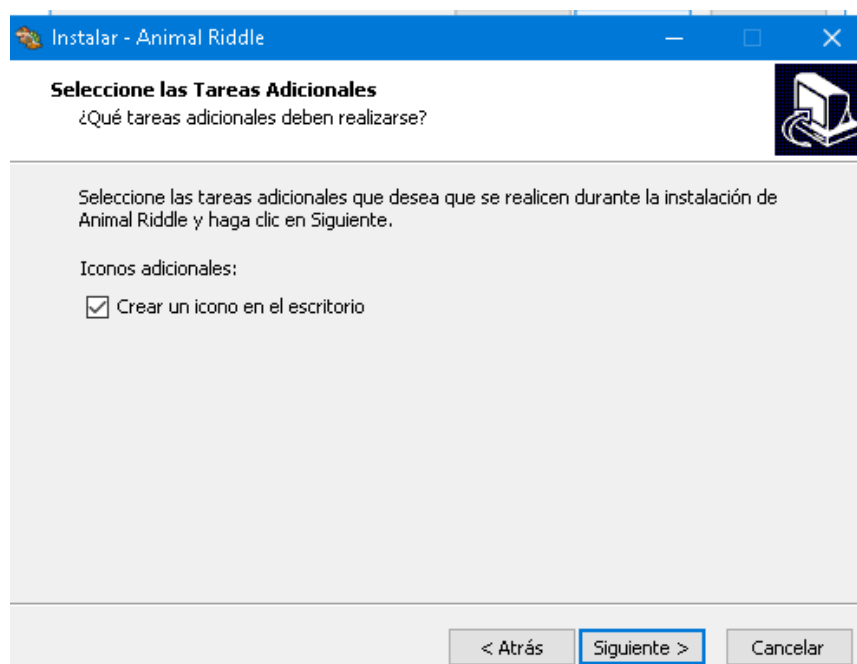 Instalar - Animal Riddle
Seleccione las Tareas Adicionales
¿Qué tareas adicionales deben realizarse?
Seleccione las tareas adicionales que desea que se realicen durante la instalación de
Animal Riddle y haga clic en Siguiente.
Iconos adicionales:
Crear un icono en el escritorio
< Atrás
Siguiente >
Cancelar